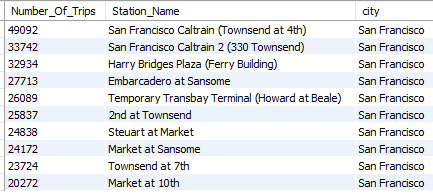 Number_Of_Trips Station_Name city
49092 San Francisco Caltrain (Townsend at 4th) San Francisco
33742 San Francisco Caltrain 2 (330 Townsend) San Francisco
32934 Harry Bridges Plaza (Ferry Building) San Francisco
27713 Embarcadero at Sansome San Francisco
26089 Temporary Transbay Terminal (Howard at Beale) San Francisco
25837 2nd at Townsend San Francisco
24838 Steuart at Market San Francisco
24172 Market at Sansome San Francisco
23724 Townsend at 7th San Francisco
20272 Market at 10th San Francisco